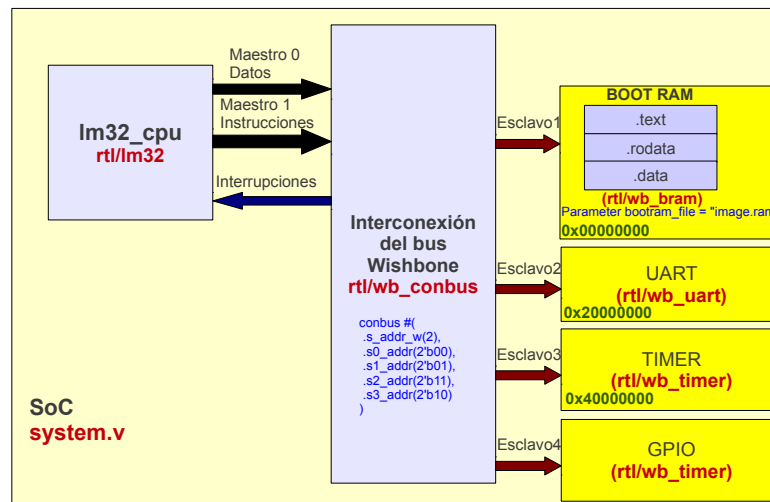 Maestro 0
Datos
Maestro 1
Instrucciones
Interrupciones
lm32_cpu
rtl/lm32
Interconexión
del bus
Wishbone
rtl/wb_conbus
conbus #(
.s_addr_w(2),
.s0_addr(2'b00),
.s1_addr(2'b01),
.s2_addr(2'b11),
.s3_addr(2'b10)
)
Esclavo1
BOOT RAM
.text
.rodata
.data
(rtl/wb_bram)
Parameter bootram_file = "image.ram
0x00000000
Esclavo2
UART
(rtl/wb_uart)
0x20000000
Esclavo3
TIMER
(rtl/wb_timer)
0x40000000
Esclavo4
GPIO
(rtl/wb_timer)
SoC
system.v